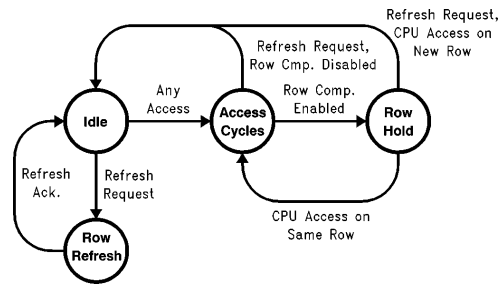 Refresh Request,
CPU Access on
New Row
Refresh Request,
Row Cmp. Disabled
Any
Access
Row Comp.
Enabled
Idle
Access
Cycles
Row
Hold
Refresh
Ack.
Refresh
Request
CPU Access on
Same Row
Row
Refresh